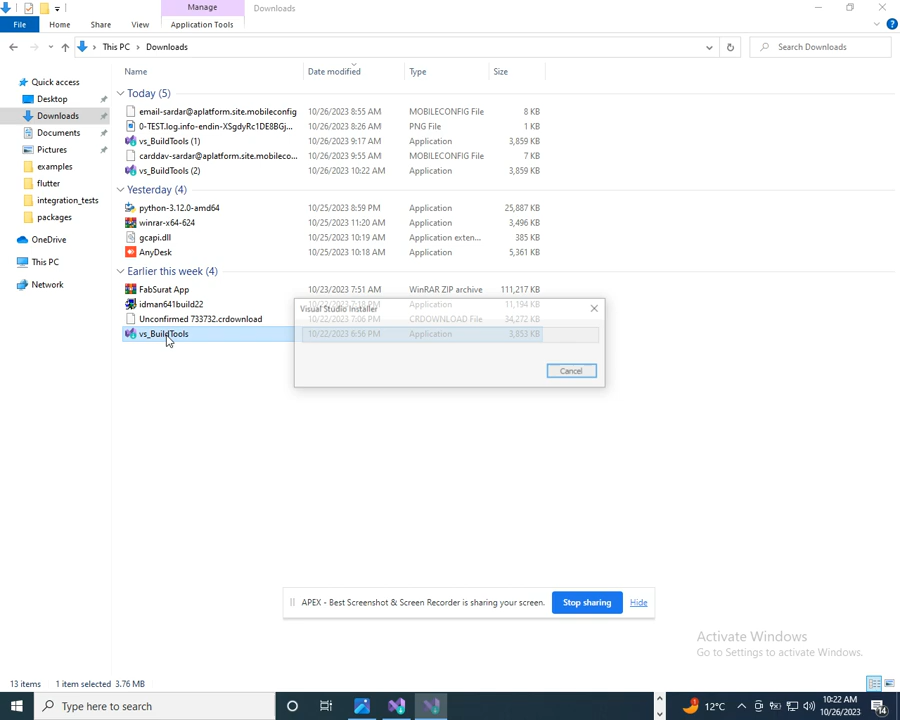 Manage
Downloads
File Home Share View Application Tools
This PC > Downloads
Search Downloads
Name Date modified Type Size
Quick access
Desktop
Downloads
Documents
Pictures
examples
flutter
integration_tests
packages
OneDrive
This PC
Network
Today (5)
email-sardar@aplatform.site.mobileconfig 10/26/2023 8:55 AM MOBILECONFIG File 8 KB
0-TEST.log.info-endin-XSgdyRc1DE8BGj... 10/26/2023 8:26 AM PNG File 1 KB
vs_BuildTools (1) 10/26/2023 9:17 AM Application 3,859 KB
carddav-sardar@aplatform.site.mobileco... 10/26/2023 9:55 AM MOBILECONFIG File 7 KB
vs_BuildTools (2) 10/26/2023 10:22 AM Application 3,859 KB
Yesterday (4)
python-3.12.0-amd64 10/25/2023 8:59 PM Application 25,887 KB
winrar-x64-624 10/25/2023 11:20 AM Application 3,496 KB
gcapi.dll 10/25/2023 10:19 AM Application exten... 385 KB
AnyDesk 10/25/2023 10:18 AM Application 5,361 KB
Earlier this week (4)
FabSurat App 10/23/2023 7:51 AM WinRAR ZIP archive 111,217 KB
idman641build22 10/22/2023 7:18 PM Application 11,194 KB
Unconfirmed 733732.crdownload 10/22/2023 7:06 PM CRDOWNLOAD File 34,272 KB
vs_BuildTools 10/22/2023 6:56 PM Application 3,853 KB
Visual Studio Installer
Cancel
APEX - Best Screenshot & Screen Recorder is sharing your screen. Stop sharing Hide
Activate Windows
Go to Settings to activate Windows.
13 items 1 item selected 3.76 MB
Type here to search
12°C
10:22 AM
10/26/2023
14